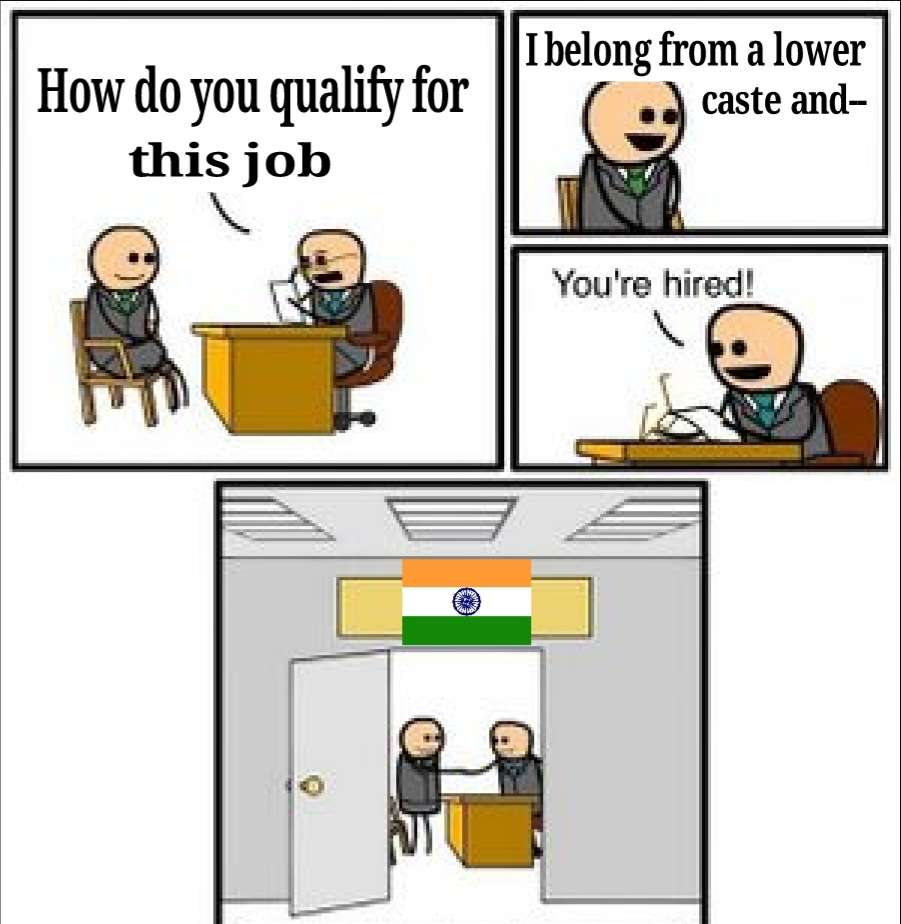 How do you qualify for
this job
I belong from a lower
caste and–
You're hired!